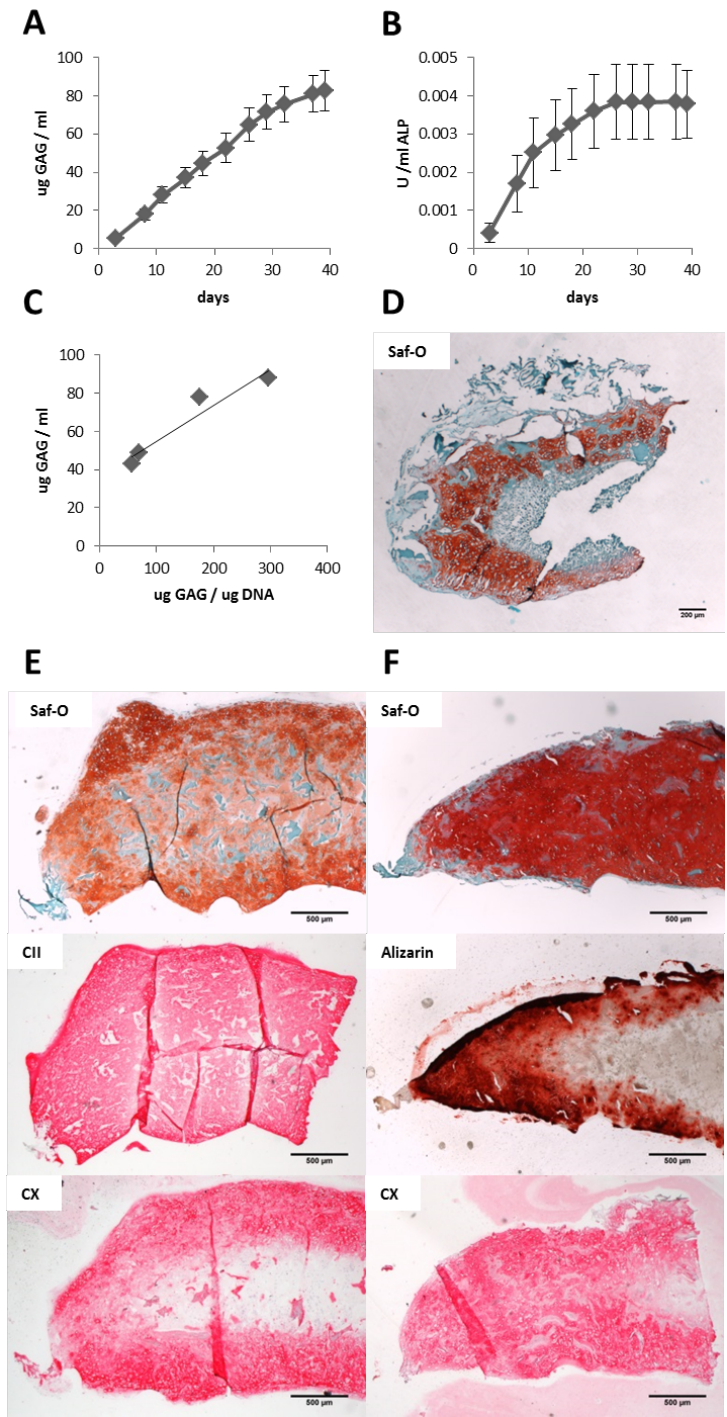 A
B
100
80
60
40
20
0
ug GAG / ml
0 10 20 30 40
days
0.005
0.004
0.003
0.002
0.001
0
U /ml ALP
0 10 20 30 40
days
C
D
100
80
60
40
20
0
ug GAG / ml
0 100 200 300 400
ug GAG / ug DNA
Saf-O
200 µm
E
F
Saf-O
500 µm
Saf-O
500 µm
CII
500 µm
Alizarin
500 µm
CX
500 µm
CX
500 µm